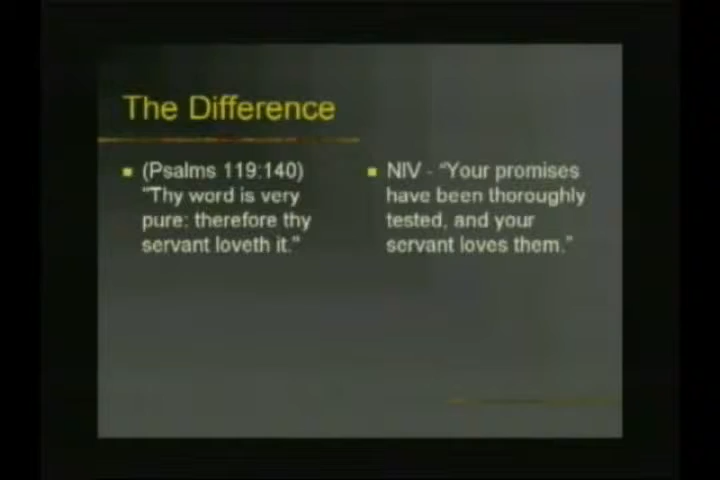 The Difference
(Psalms 119:140)
"Thy word is very
pure: therefore thy
servant loveth it."
NIV - "Your promises
have been thoroughly
tested, and your
servant loves them."